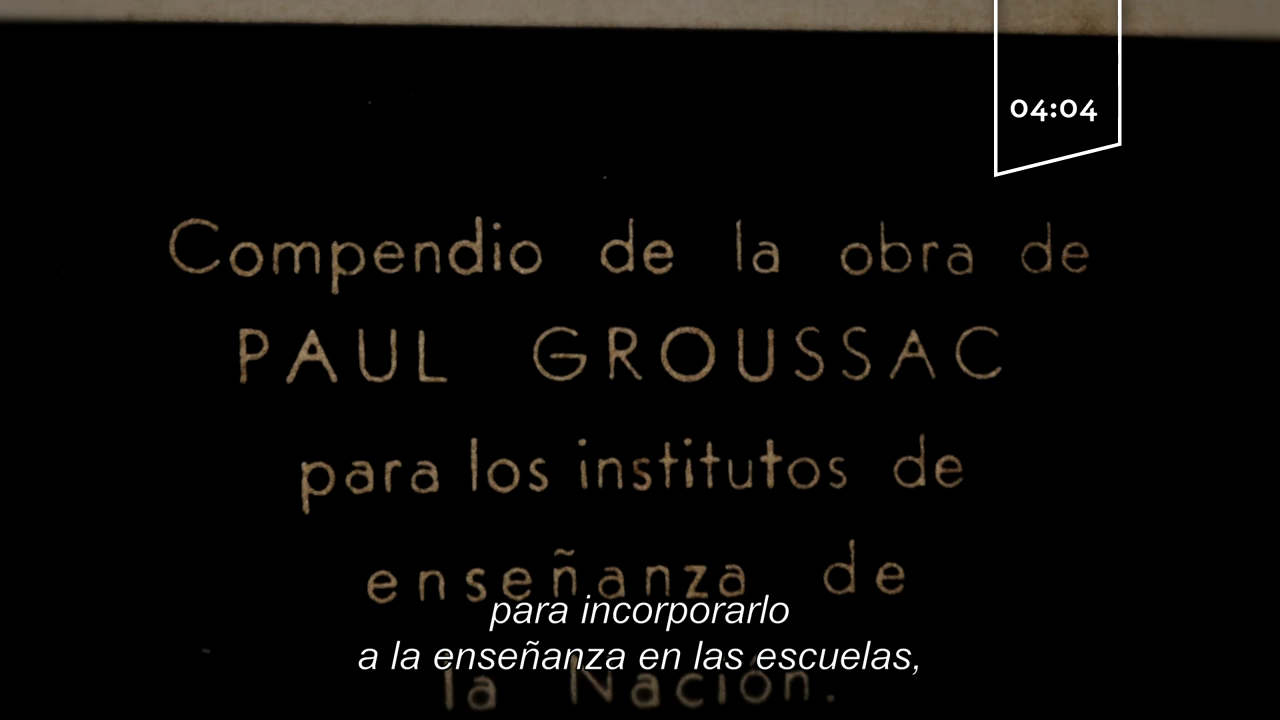 04:04
Compendio de la obra de
PAUL GROUSSAC
para los institutos de
enseñanza de
para incorporarlo
a la enseñanza en las escuelas,
la Nación.